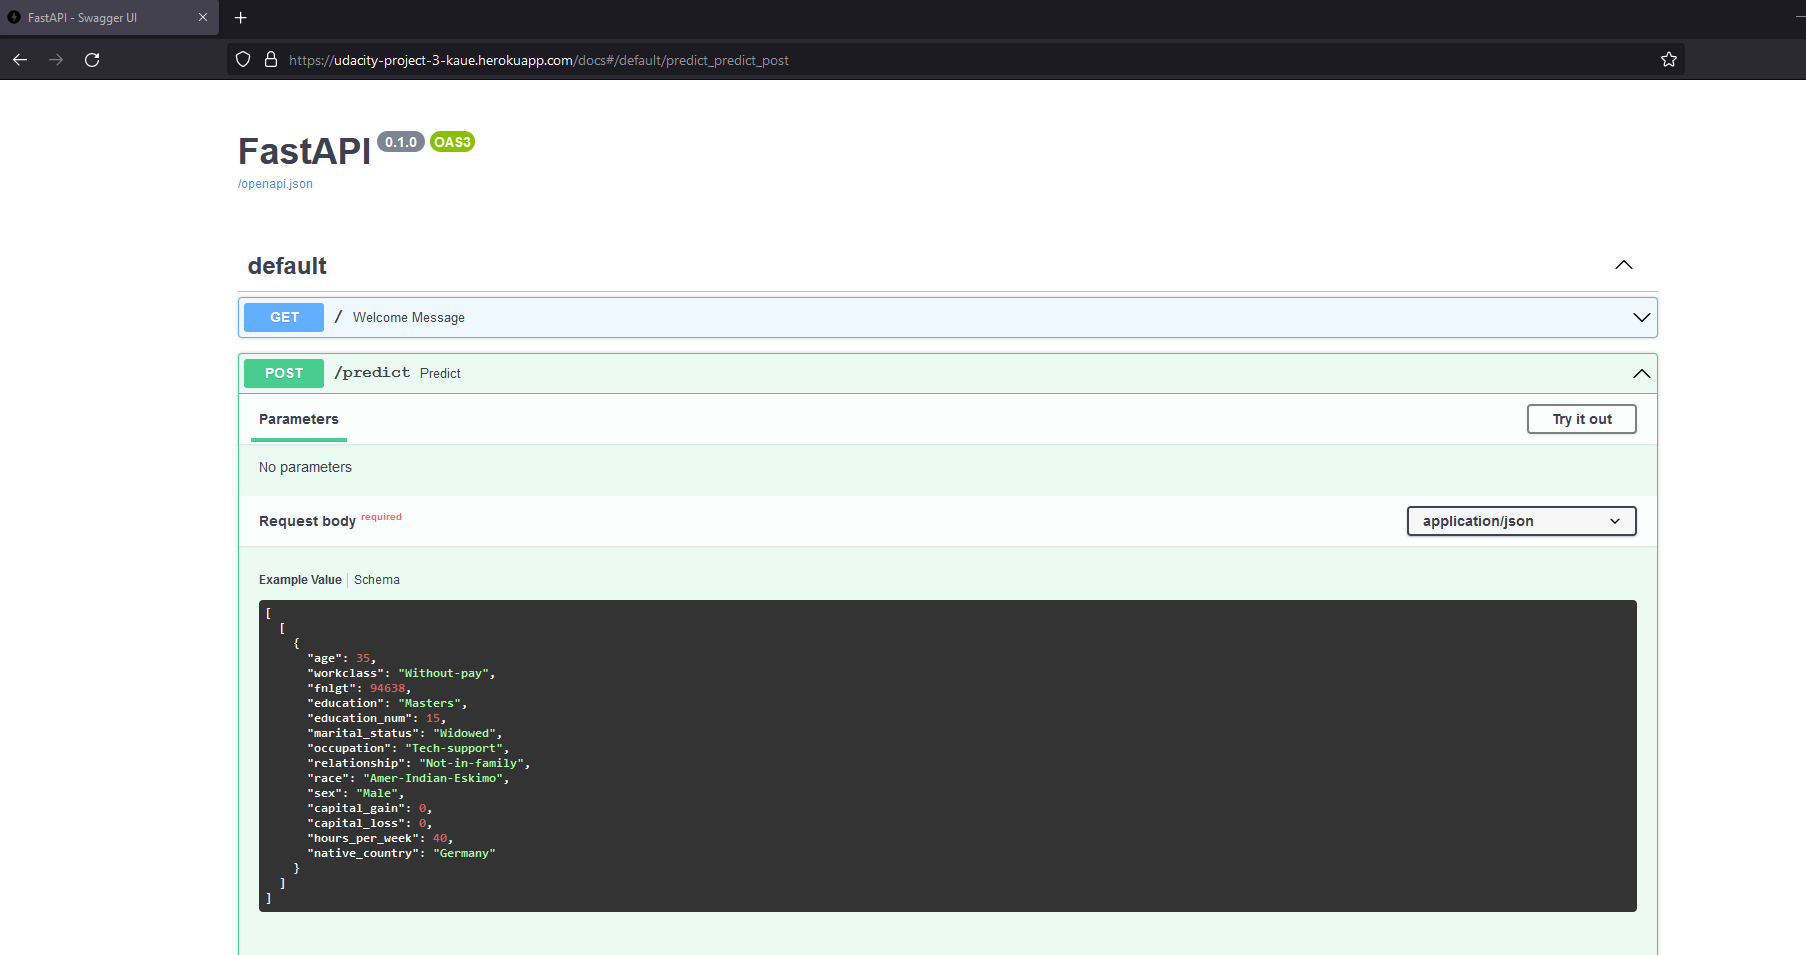 FastAPI - Swagger UI
https://udacity-project-3-kaue.herokuapp.com/docs#/default/predict_predict_post
FastAPI 0.1.0 OAS3
/openapi.json
default
GET / Welcome Message
POST /predict Predict
Parameters Try it out
No parameters
Request body required application/json
Example Value Schema
[
[
{
"age": 35,
"workclass": "Without-pay",
"fnlgt": 94638,
"education": "Masters",
"education_num": 15,
"marital_status": "Widowed",
"occupation": "Tech-support",
"relationship": "Not-in-family",
"race": "Amer-Indian-Eskimo",
"sex": "Male",
"capital_gain": 0,
"capital_loss": 0,
"hours_per_week": 40,
"native_country": "Germany"
}
]
]